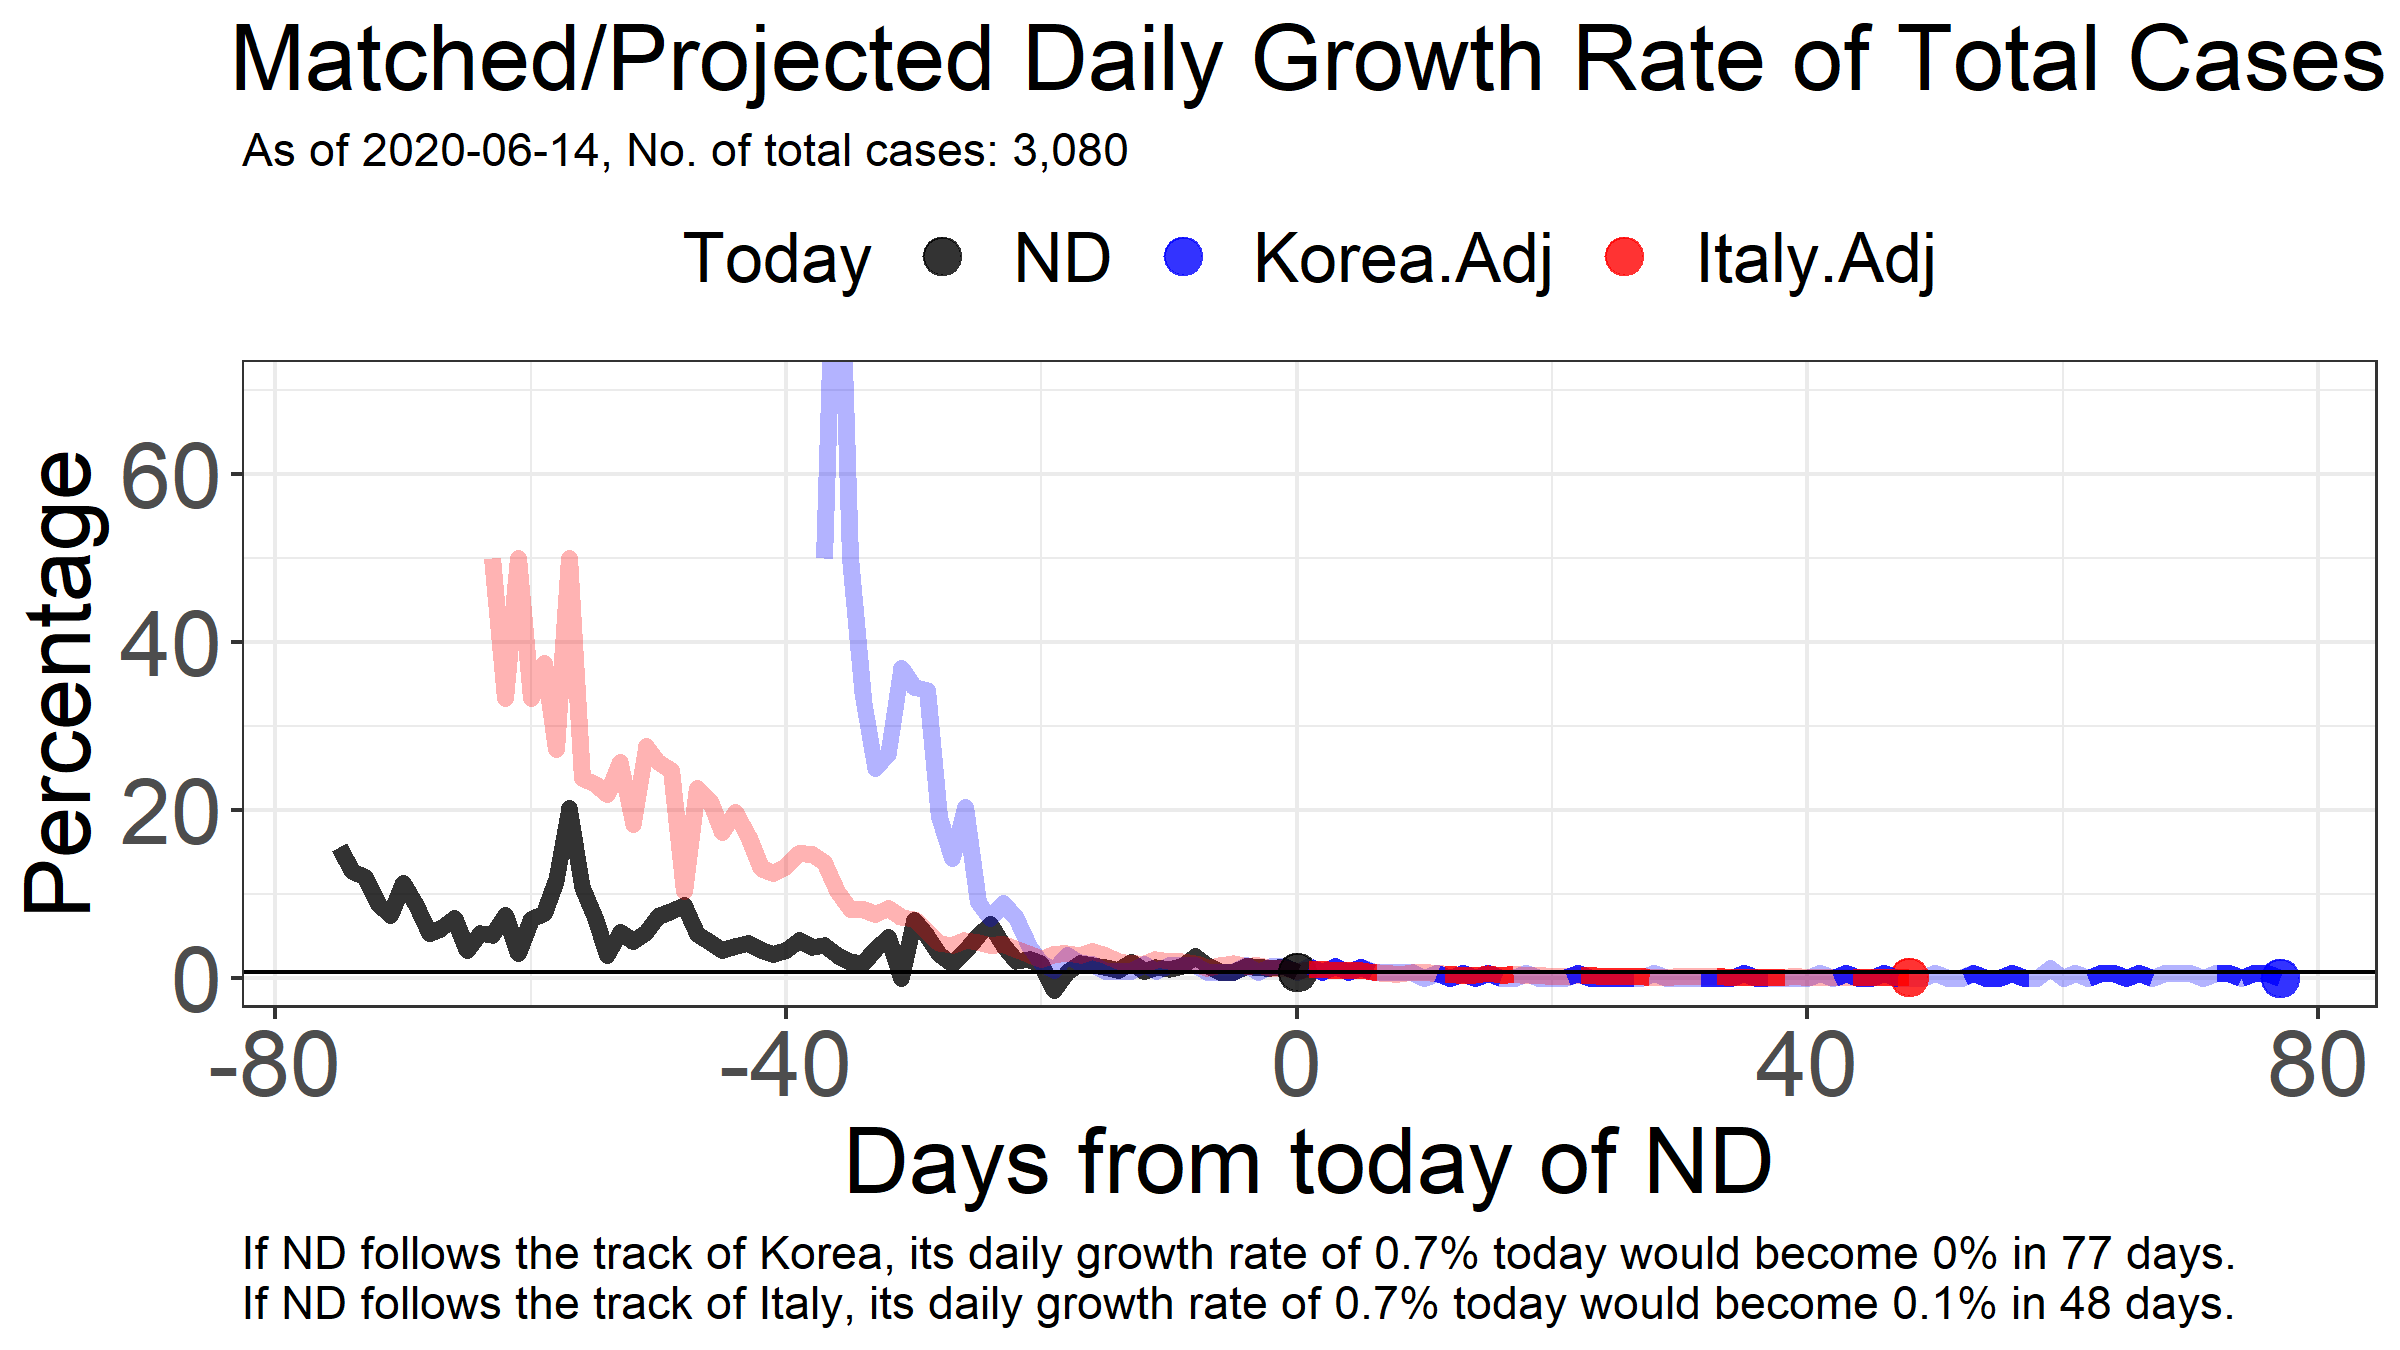 Matched/Projected Daily Growth Rate of Total Cases
As of 2020-06-14, No. of total cases: 3,080
Today ND Korea.Adj Italy.Adj
Percentage
60
40
20
0
-80 -40 0 40 80
Days from today of ND
If ND follows the track of Korea, its daily growth rate of 0.7% today would become 0% in 77 days.
If ND follows the track of Italy, its daily growth rate of 0.7% today would become 0.1% in 48 days.